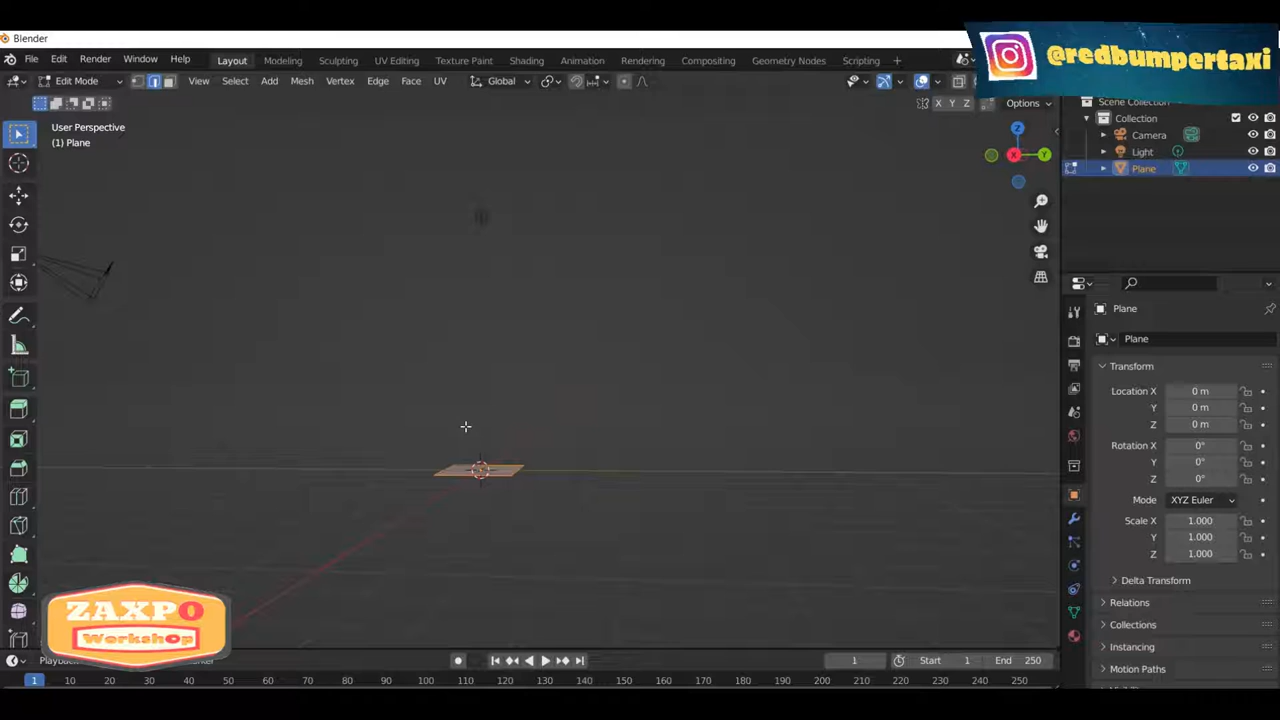 Blender
@redbumpertaxi
File Edit Render Window Help Layout Modeling Sculpting UV Editing Texture Paint Shading Animation Rendering Compositing Geometry Nodes Scripting +
Edit Mode View Select Add Mesh Vertex Edge Face UV Global
X Y Z Options
Scene Collection
Collection
Camera
Light
Plane
User Perspective
(1) Plane
Z
X
Y
Plane
Plane
Transform
Location X 0 m
Y 0 m
Z 0 m
Rotation X 0°
Y 0°
Z 0°
Mode XYZ Euler
Scale X 1.000
Y 1.000
Z 1.000
Delta Transform
Relations
Collections
Instancing
Motion Paths
ZAXPO
Workshop
1 Start 1 End 250
1 10 20 30 40 50 60 70 80 90 100 110 120 130 140 150 160 170 180 190 200 210 220 230 240 250